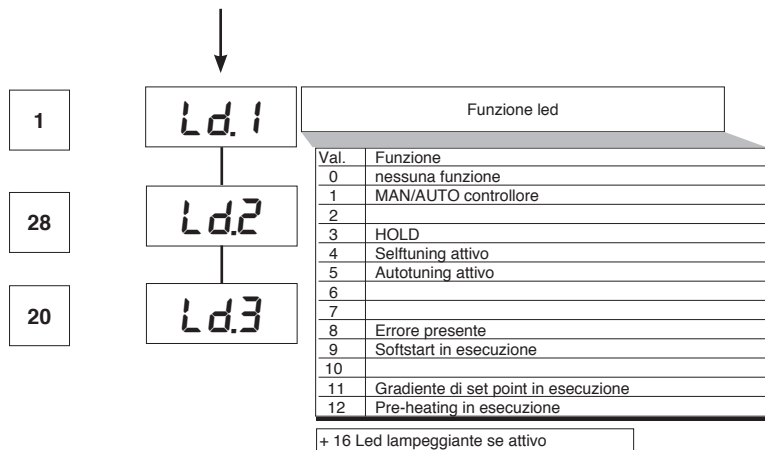 1
Ld.1
Funzione led
Val. Funzione
0 nessuna funzione
1 MAN/AUTO controllore
2
3 HOLD
4 Selftuning attivo
5 Autotuning attivo
6
7
8 Errore presente
9 Softstart in esecuzione
10
11 Gradiente di set point in esecuzione
12 Pre-heating in esecuzione
+ 16 Led lampeggiante se attivo
28
Ld.2
20
Ld.3